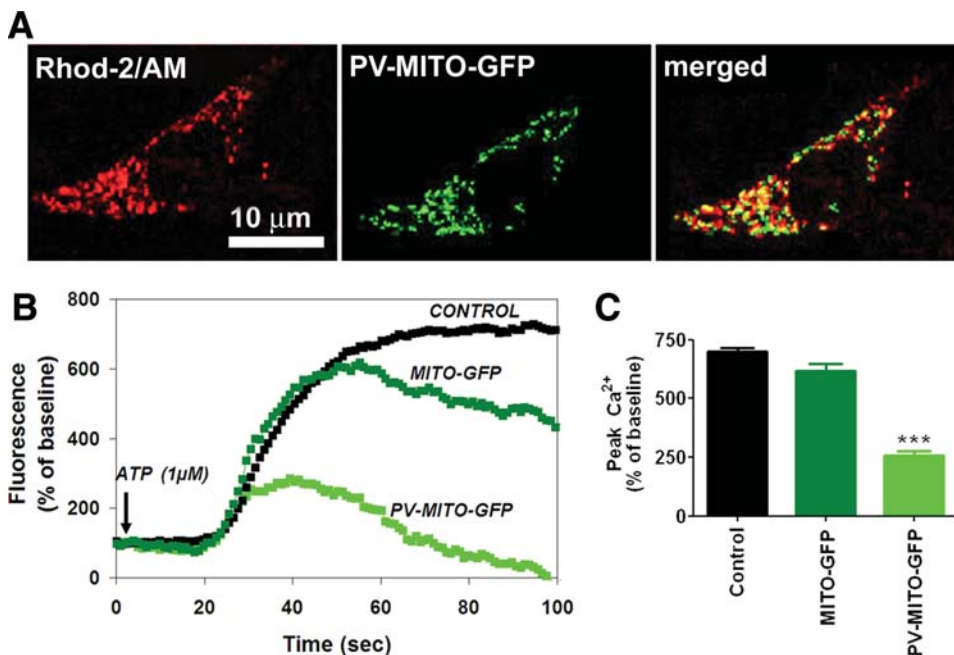 A
Rhod-2/AM
PV-MITO-GFP
merged
10 µm
B
800
600
400
200
0
Fluorescence
(% of baseline)
CONTROL
MITO-GFP
PV-MITO-GFP
ATP (1µM)
0 20 40 60 80 100
Time (sec)
C
750
500
250
0
Peak Ca²⁺
(% of baseline)
***
Control
MITO-GFP
PV-MITO-GFP